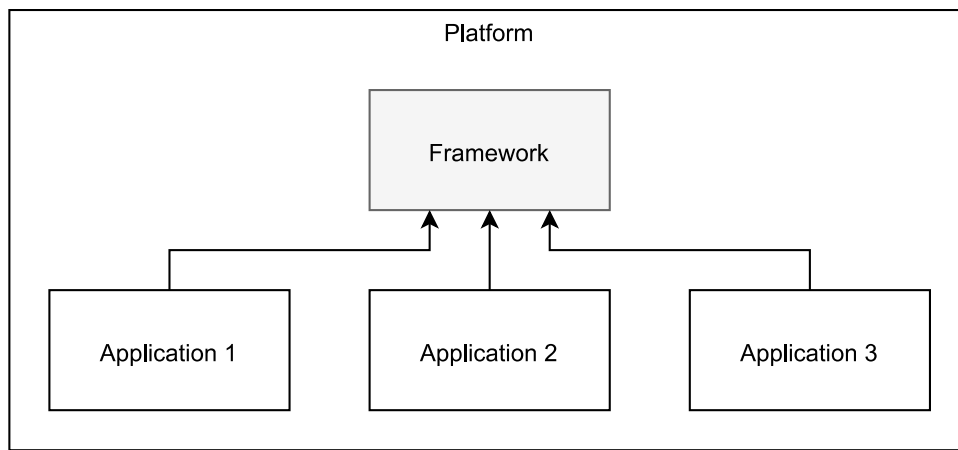 Platform
Framework
Application 1
Application 2
Application 3